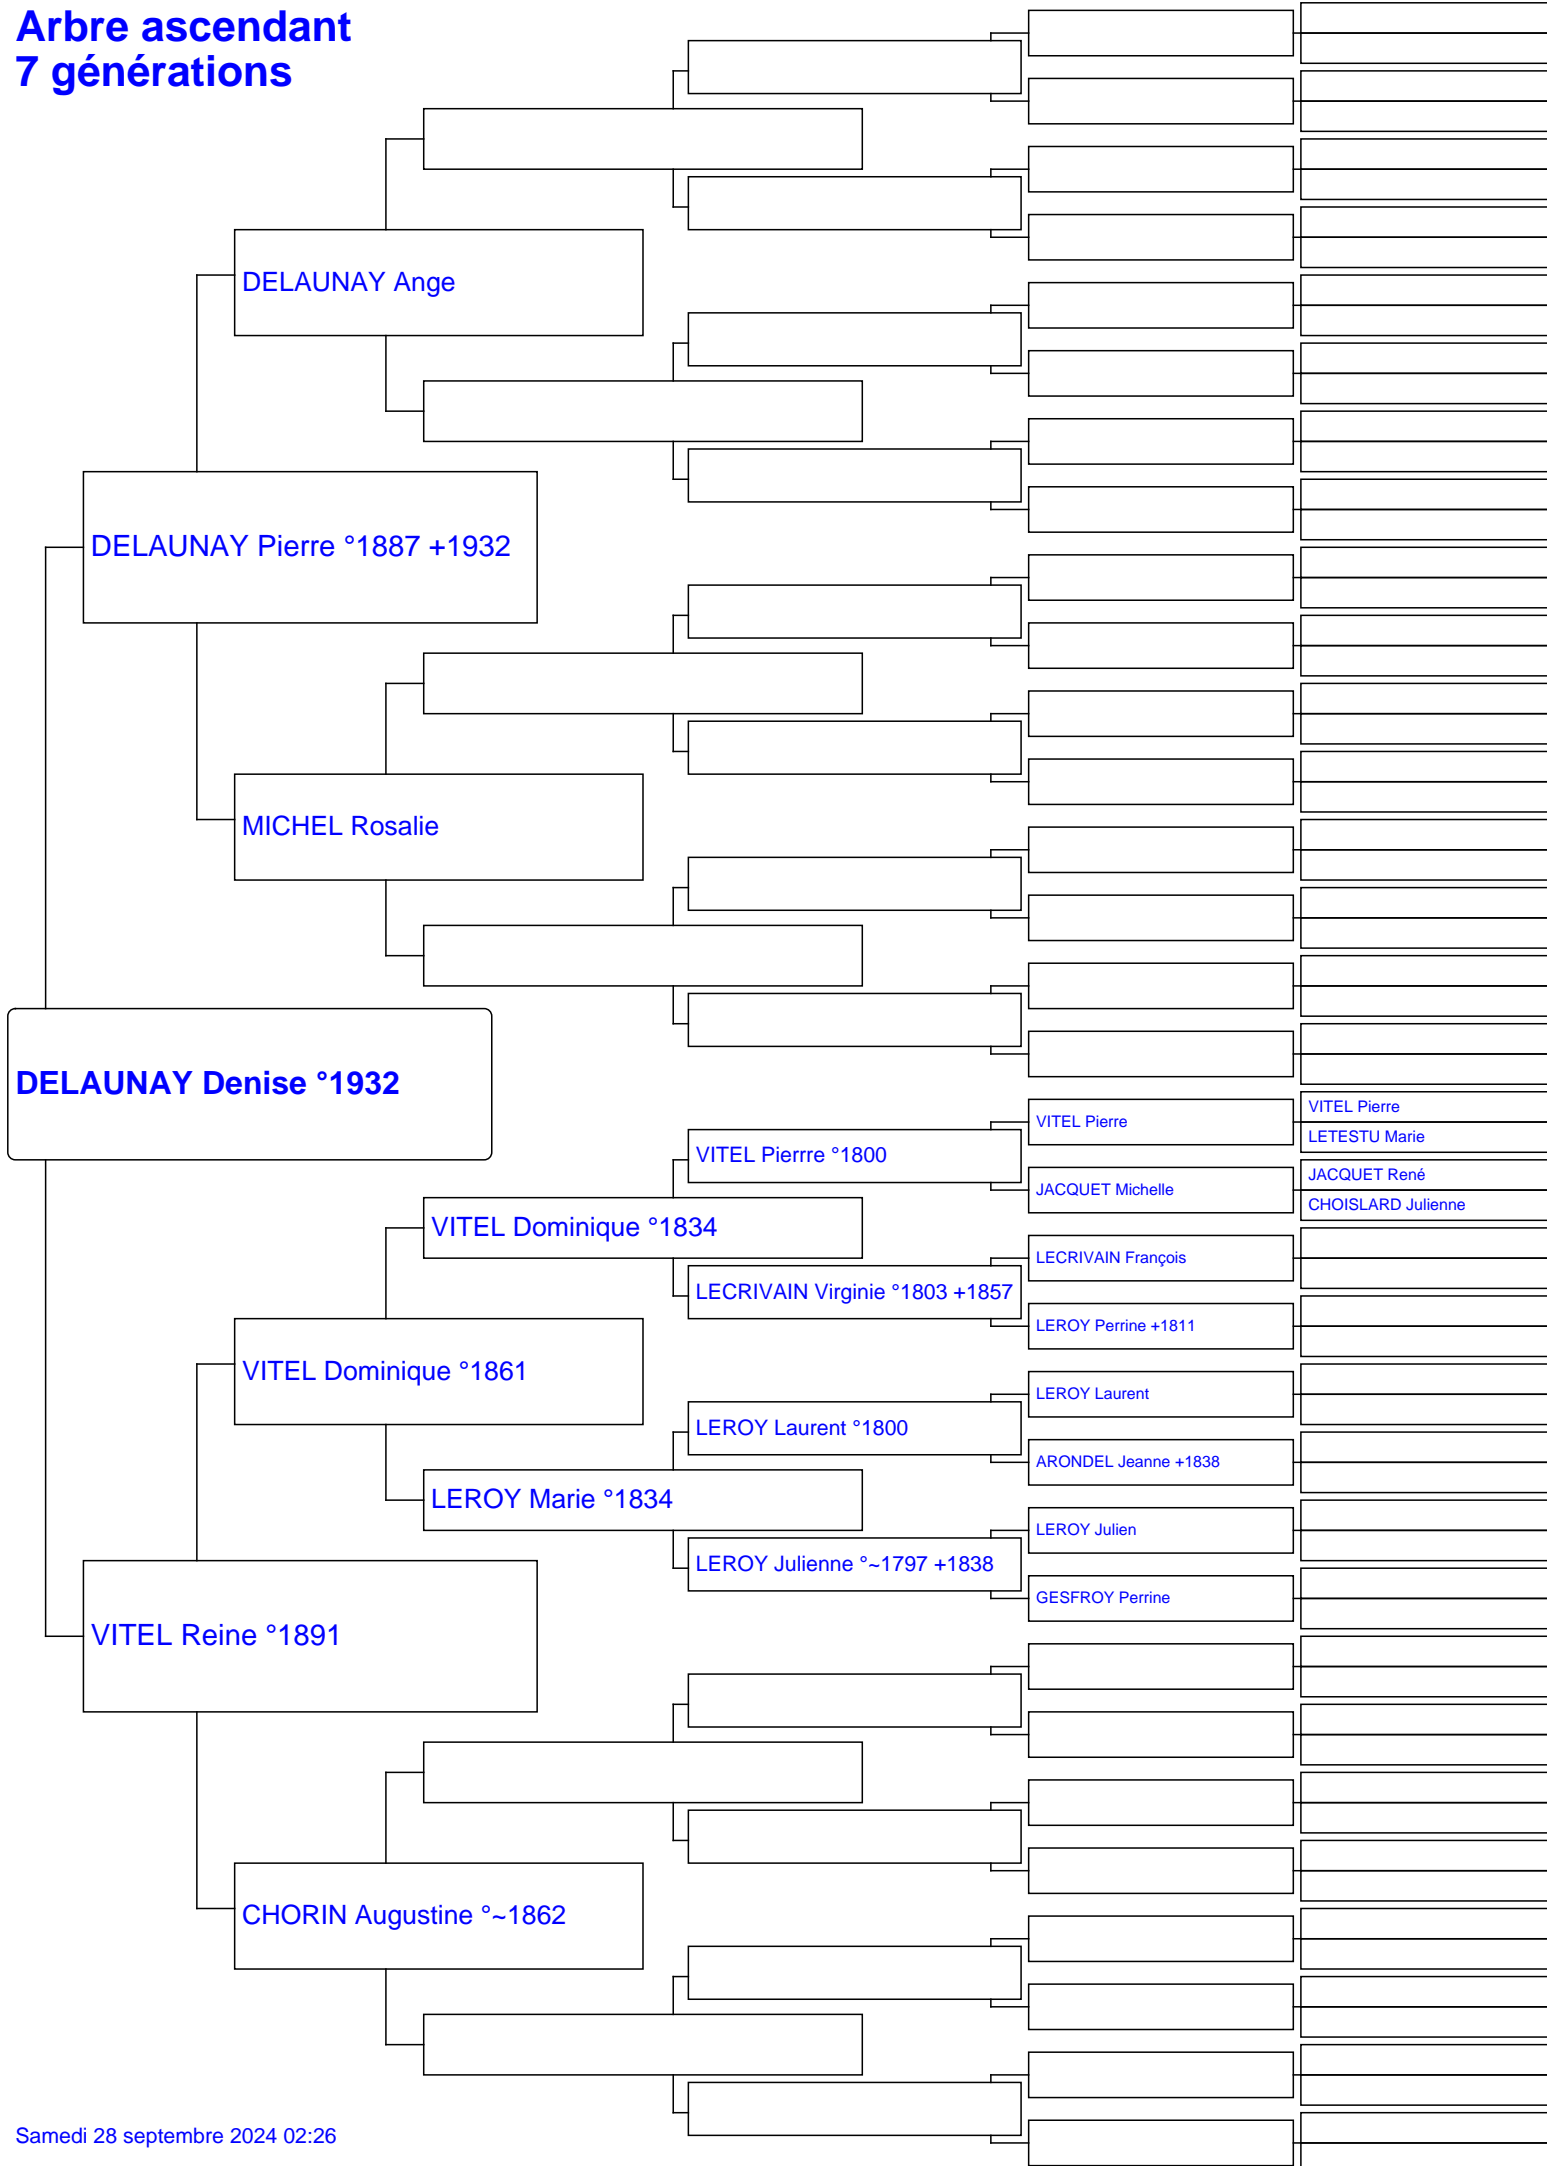 Arbre ascendant
7 générations
DELAUNAY Ange
DELAUNAY Pierre °1887 +1932
MICHEL Rosalie
DELAUNAY Denise °1932
VITEL Pierre
LETESTU Marie
VITEL Pierre
VITEL Pierrre °1800
JACQUET René
JACQUET Michelle
CHOISLARD Julienne
VITEL Dominique °1834
LECRIVAIN François
LECRIVAIN Virginie °1803 +1857
LEROY Perrine +1811
VITEL Dominique °1861
LEROY Laurent
LEROY Laurent °1800
ARONDEL Jeanne +1838
LEROY Marie °1834
LEROY Julien
LEROY Julienne °~1797 +1838
GESFROY Perrine
VITEL Reine °1891
CHORIN Augustine °~1862
Samedi 28 septembre 2024 02:26